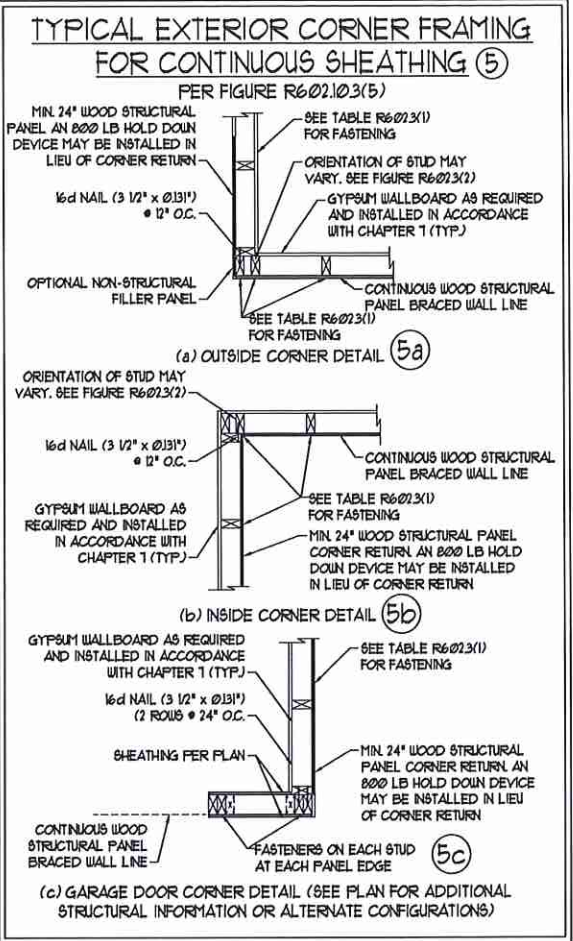 TYPICAL EXTERIOR CORNER FRAMING
FOR CONTINUOUS SHEATHING 5
PER FIGURE R602.10.3(5)
MIN. 24" WOOD STRUCTURAL
PANEL AN 800 LB HOLD DOWN
DEVICE MAY BE INSTALLED IN
LIEU OF CORNER RETURN
16d NAIL (3 1/2" x Ø.131")
@ 12" O.C.
OPTIONAL NON-STRUCTURAL
FILLER PANEL
SEE TABLE R602.3(1)
FOR FASTENING
ORIENTATION OF STUD MAY
VARY. SEE FIGURE R602.3(2)
GYPSUM WALLBOARD AS REQUIRED
AND INSTALLED IN ACCORDANCE
WITH CHAPTER 7 (TYP.)
CONTINUOUS WOOD STRUCTURAL
PANEL BRACED WALL LINE
SEE TABLE R602.3(1)
FOR FASTENING
(a) OUTSIDE CORNER DETAIL 5a
ORIENTATION OF STUD MAY
VARY. SEE FIGURE R602.3(2)
16d NAIL (3 1/2" x Ø.131")
@ 12" O.C.
GYPSUM WALLBOARD AS
REQUIRED AND INSTALLED
IN ACCORDANCE WITH
CHAPTER 7 (TYP.)
CONTINUOUS WOOD STRUCTURAL
PANEL BRACED WALL LINE
SEE TABLE R602.3(1)
FOR FASTENING
MIN. 24" WOOD STRUCTURAL PANEL
CORNER RETURN. AN 800 LB HOLD
DOWN DEVICE MAY BE INSTALLED
IN LIEU OF CORNER RETURN
(b) INSIDE CORNER DETAIL 5b
GYPSUM WALLBOARD AS REQUIRED
AND INSTALLED IN ACCORDANCE
WITH CHAPTER 7 (TYP.)
16d NAIL (3 1/2" x Ø.131")
(2 ROWS @ 24" O.C.
SHEATHING PER PLAN
CONTINUOUS WOOD
STRUCTURAL PANEL
BRACED WALL LINE
SEE TABLE R602.3(1)
FOR FASTENING
MIN. 24" WOOD STRUCTURAL
PANEL CORNER RETURN. AN
800 LB HOLD DOWN DEVICE
MAY BE INSTALLED IN LIEU
OF CORNER RETURN
FASTENERS ON EACH STUD
AT EACH PANEL EDGE
5c
(c) GARAGE DOOR CORNER DETAIL (SEE PLAN FOR ADDITIONAL
STRUCTURAL INFORMATION OR ALTERNATE CONFIGURATIONS)